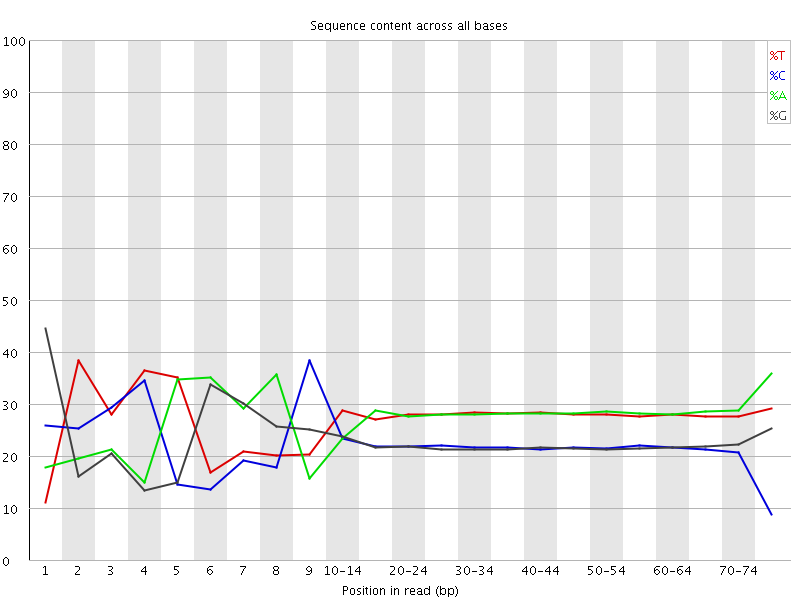 Sequence content across all bases
100
90
80
70
60
50
40
30
20
10
0
%T
%C
%A
%G
1 2 3 4 5 6 7 8 9 10-14 20-24 30-34 40-44 50-54 60-64 70-74
Position in read (bp)